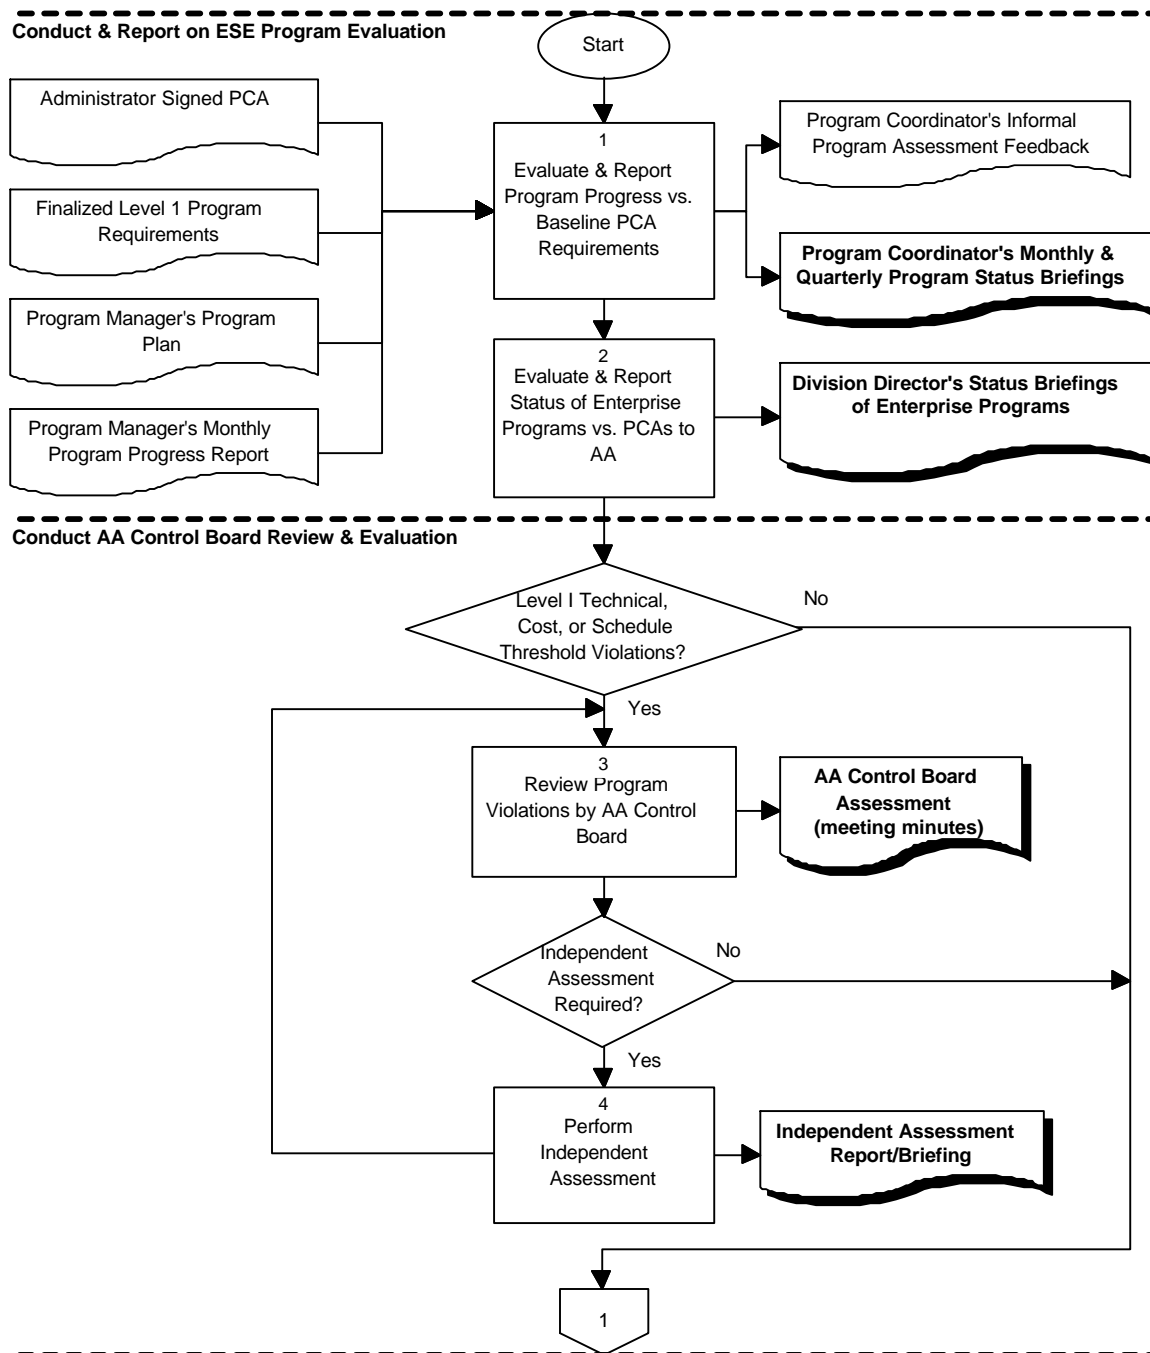 Conduct & Report on ESE Program Evaluation
Start
Administrator Signed PCA
Finalized Level 1 Program
Requirements
Program Manager's Program
Plan
Program Manager's Monthly
Program Progress Report
1
Evaluate & Report
Program Progress vs.
Baseline PCA
Requirements
Program Coordinator's Informal
Program Assessment Feedback
Program Coordinator's Monthly &
Quarterly Program Status Briefings
2
Evaluate & Report
Status of Enterprise
Programs vs. PCAs to
AA
Division Director's Status Briefings
of Enterprise Programs
Conduct AA Control Board Review & Evaluation
Level I Technical,
Cost, or Schedule
Threshold Violations?
No
Yes
3
Review Program
Violations by AA Control
Board
AA Control Board
Assessment
(meeting minutes)
Independent
Assessment
Required?
No
Yes
4
Perform
Independent
Assessment
Independent Assessment
Report/Briefing
1